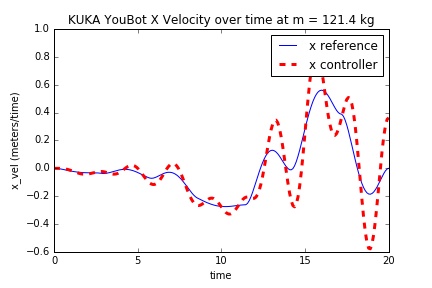 KUKA YouBot X Velocity over time at m = 121.4 kg
1.0
0.8
0.6
0.4
0.2
0.0
−0.2
−0.4
−0.6
x_vel (meters/time)
x reference
x controller
0 5 10 15 20
time